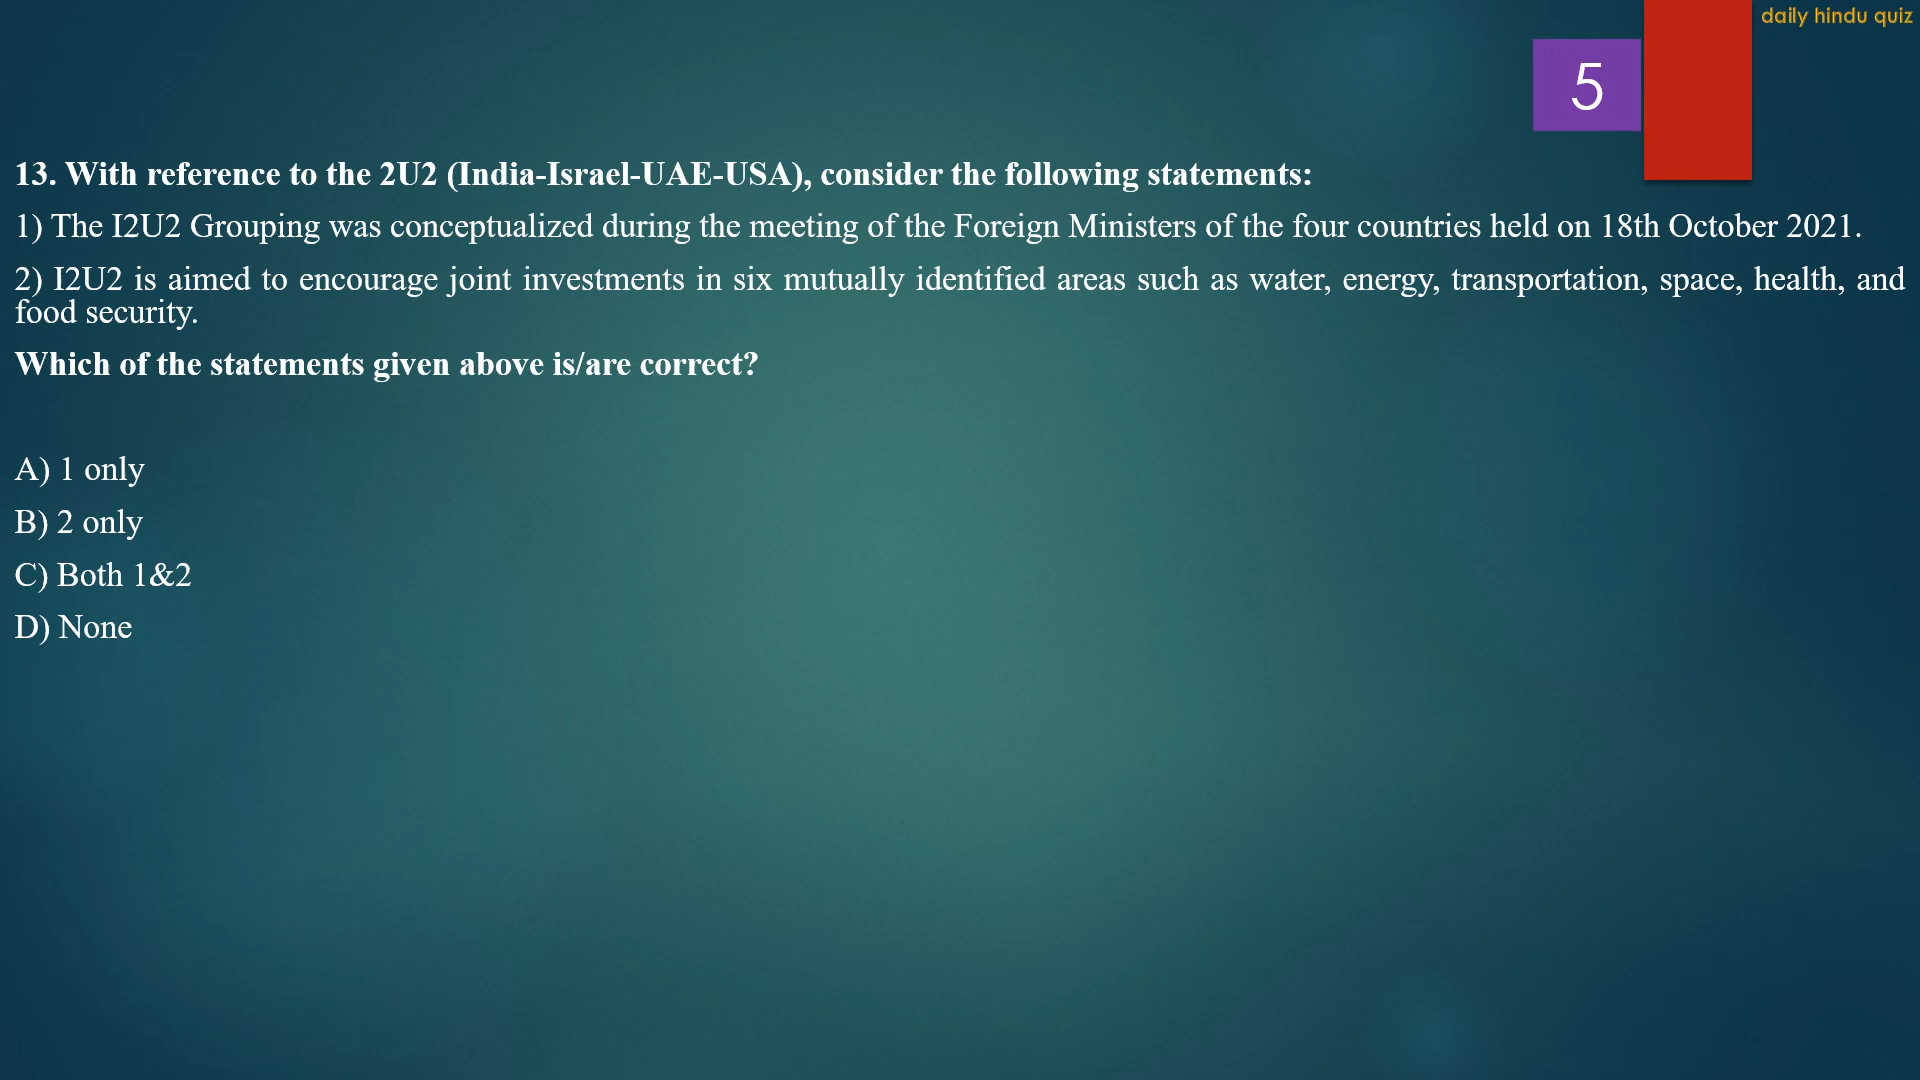 daily hindu quiz
5
13. With reference to the 2U2 (India-Israel-UAE-USA), consider the following statements:
1) The I2U2 Grouping was conceptualized during the meeting of the Foreign Ministers of the four countries held on 18th October 2021.
2) I2U2 is aimed to encourage joint investments in six mutually identified areas such as water, energy, transportation, space, health, and
food security.
Which of the statements given above is/are correct?
A) 1 only
B) 2 only
C) Both 1&2
D) None